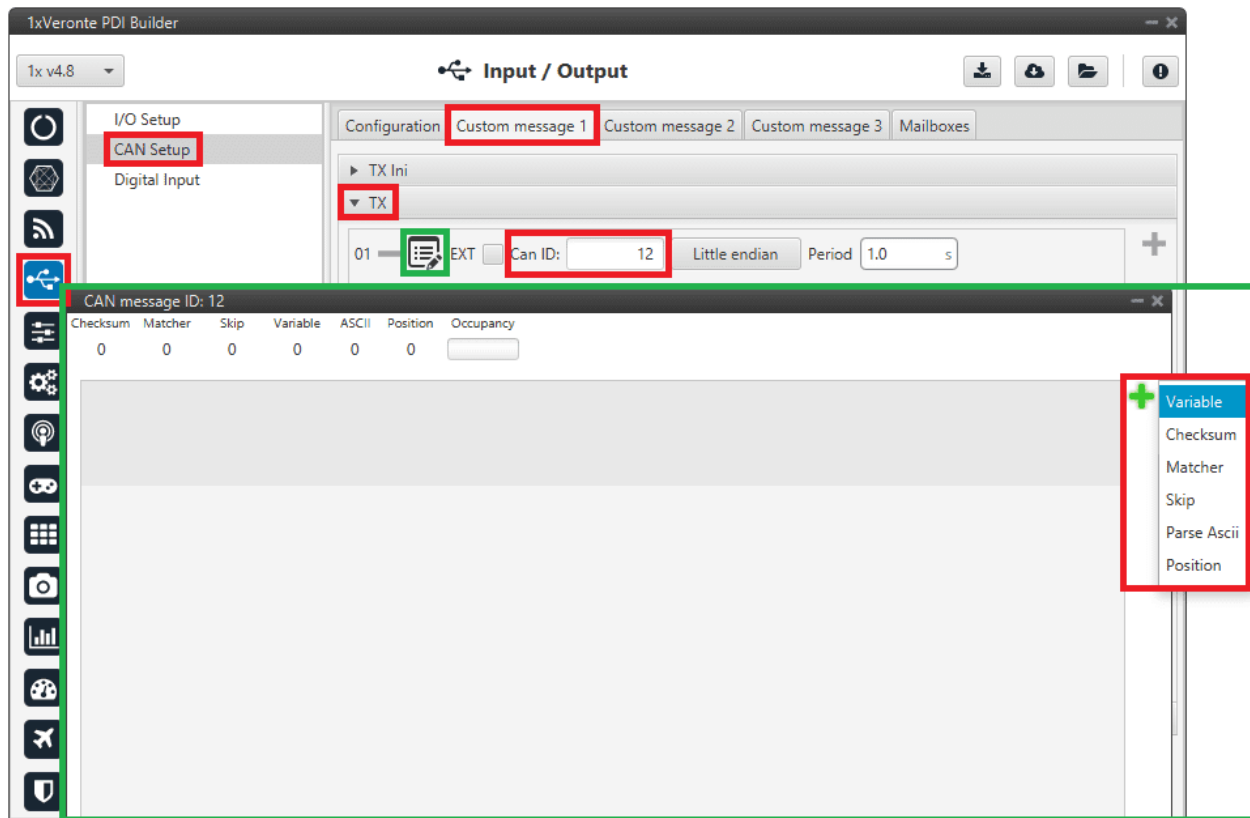 1xVeronte PDI Builder
1x v4.8
Input / Output
I/O Setup
CAN Setup
Digital Input
Configuration Custom message 1 Custom message 2 Custom message 3 Mailboxes
TX Ini
TX
01 EXT Can ID: 12 Little endian Period 1.0 s
CAN message ID: 12
Checksum Matcher Skip Variable ASCII Position Occupancy
0 0 0 0 0 0
Variable
Checksum
Matcher
Skip
Parse Ascii
Position